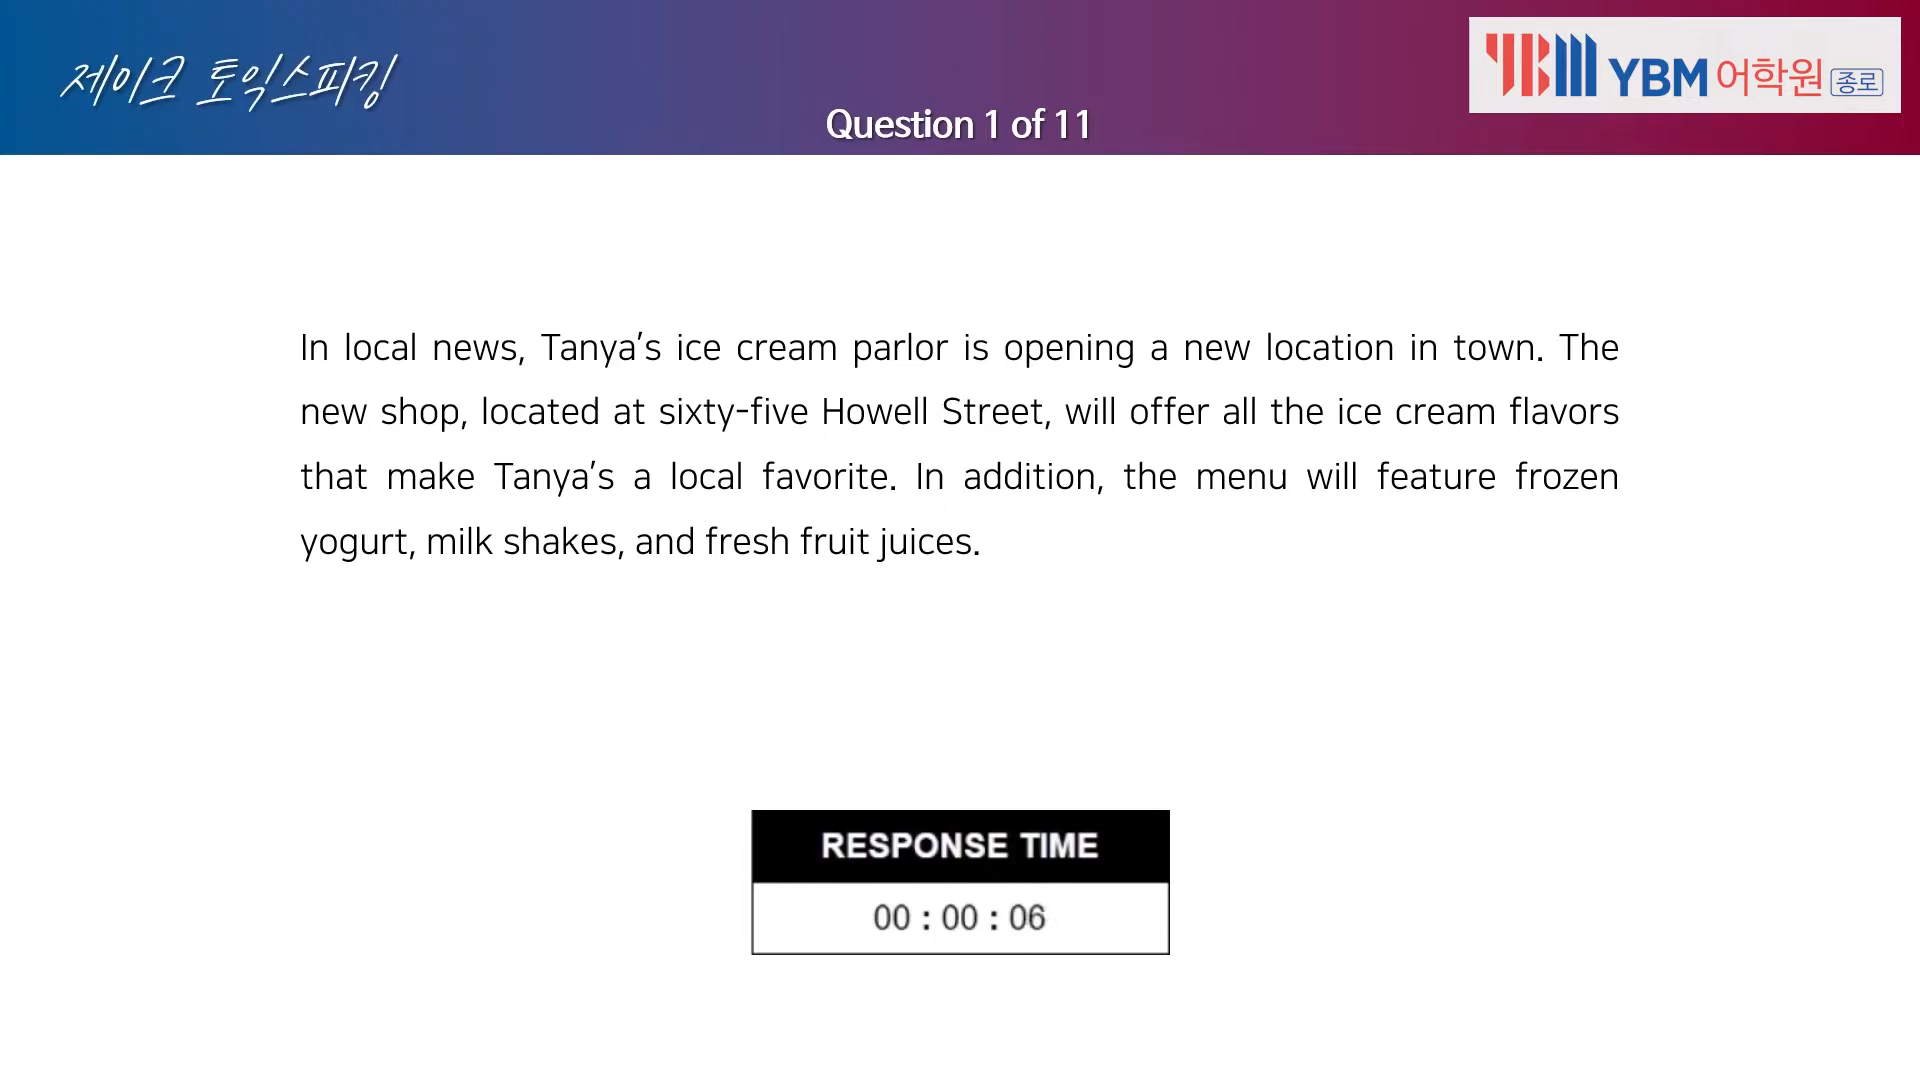 제이크 토익스피킹
YBM 어학원 종로
Question 1 of 11
In local news, Tanya's ice cream parlor is opening a new location in town. The
new shop, located at sixty-five Howell Street, will offer all the ice cream flavors
that make Tanya's a local favorite. In addition, the menu will feature frozen
yogurt, milk shakes, and fresh fruit juices.
RESPONSE TIME
00 : 00 : 06